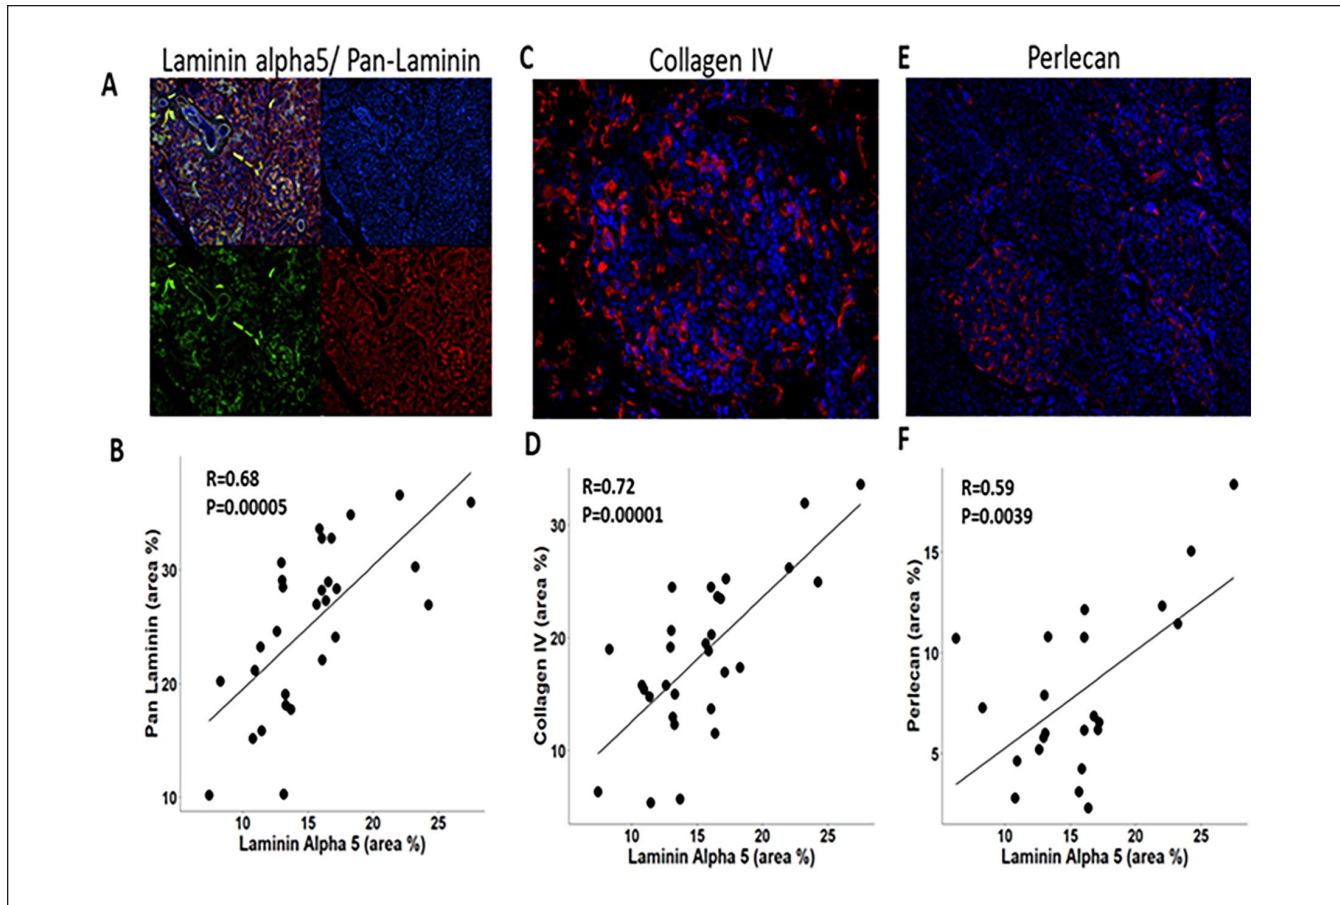 A
Laminin alpha5/ Pan-Laminin
C
Collagen IV
E
Perlecan
B
R=0.68
P=0.00005
Pan Laminin (area %)
30
20
10
10 15 20 25
Laminin Alpha 5 (area %)
D
R=0.72
P=0.00001
Collagen IV (area %)
30
20
10
10 15 20 25
Laminin Alpha 5 (area %)
F
R=0.59
P=0.0039
Perlecan (area %)
15
10
5
10 15 20 25
Laminin Alpha 5 (area %)